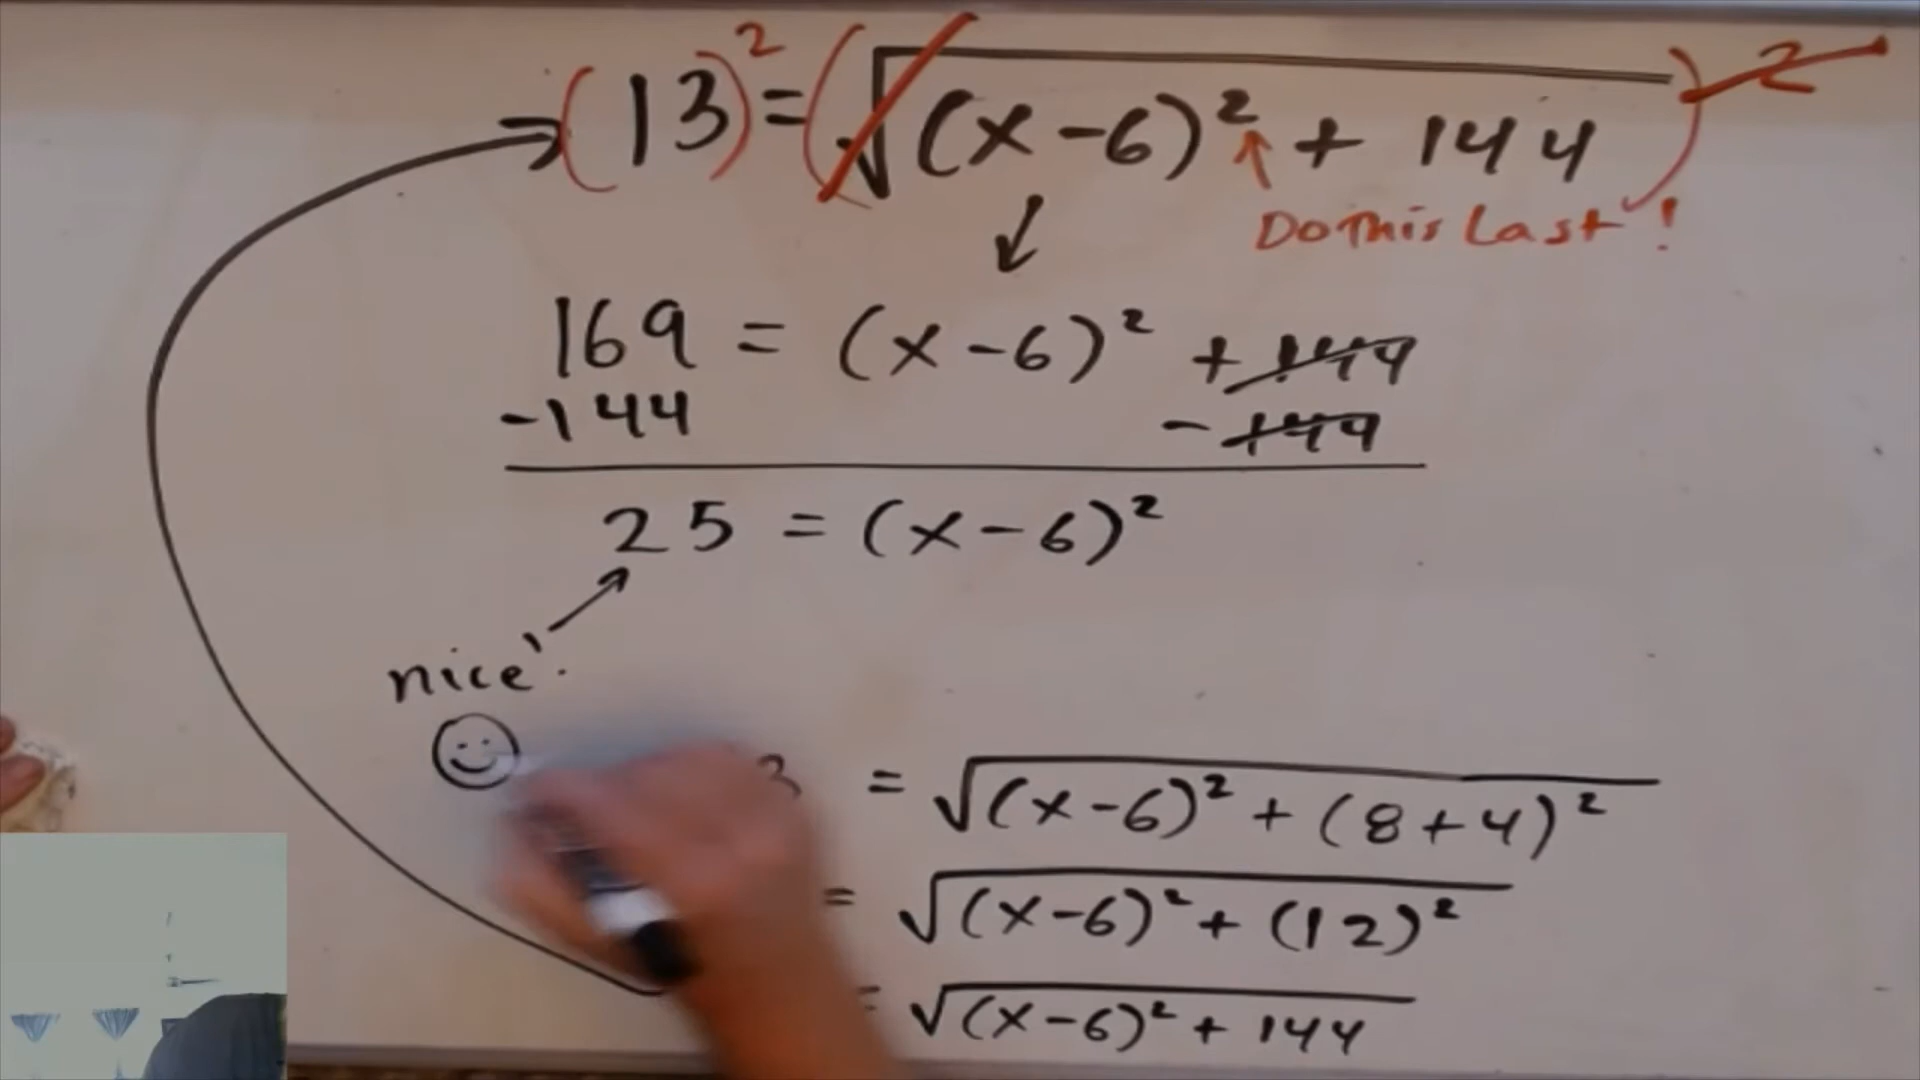 (13)² = (√(x-6)² + 144)²
Do This Last!
169 = (x-6)² + 144
-144 -144
25 = (x-6)²
nice!
3 = √(x-6)² + (8+4)²
= √(x-6)² + (12)²
= √(x-6)² + 144